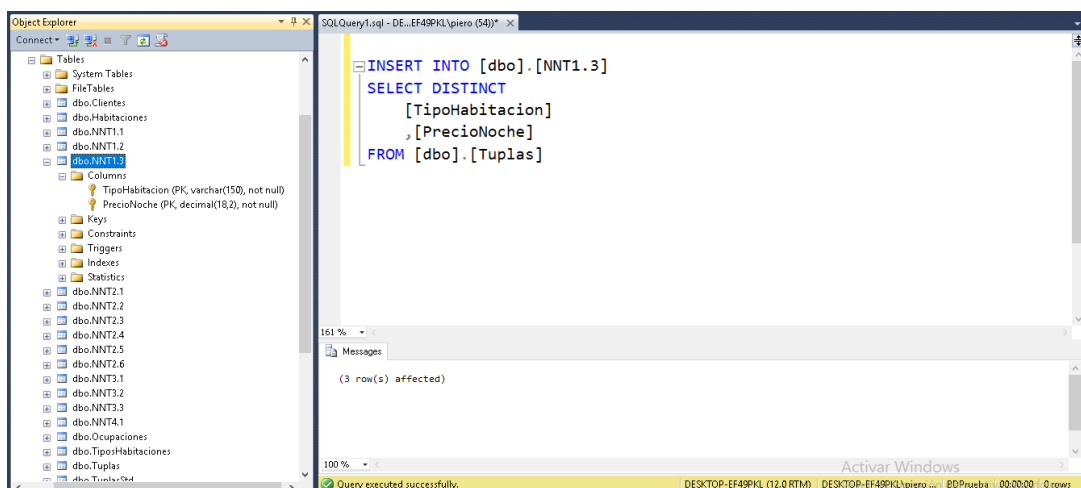 Object Explorer
Connect
Tables
System Tables
FileTables
dbo.Clientes
dbo.Habitaciones
dbo.NNT1.1
dbo.NNT1.2
dbo.NNT1.3
Columns
TipoHabitacion (PK, varchar(150), not null)
PrecioNoche (PK, decimal(18,2), not null)
Keys
Constraints
Triggers
Indexes
Statistics
dbo.NNT2.1
dbo.NNT2.2
dbo.NNT2.3
dbo.NNT2.4
dbo.NNT2.5
dbo.NNT2.6
dbo.NNT3.1
dbo.NNT3.2
dbo.NNT3.3
dbo.NNT4.1
dbo.Ocupaciones
dbo.TiposHabitaciones
dbo.Tuplas
dbo.TuplasStd
SQLQuery1.sql - DE...EF49PKL\piero (54))*
INSERT INTO [dbo].[NNT1.3]
SELECT DISTINCT
[TipoHabitacion]
,[PrecioNoche]
FROM [dbo].[Tuplas]
161 %
Messages
(3 row(s) affected)
100 %
Activar Windows
Query executed successfully.
DESKTOP-EF49PKL (12.0 RTM)
DESKTOP-EF49PKL\piero ...
BDPrueba
00:00:00
0 rows